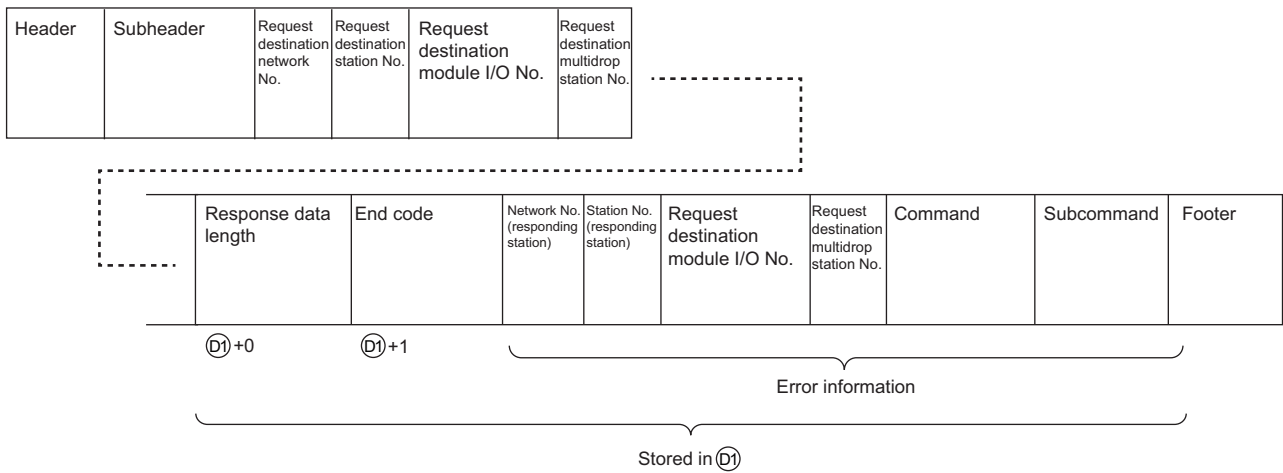 Header
Subheader
Request
destination
network
No.
Request
destination
station No.
Request
destination
module I/O No.
Request
destination
multidrop
station No.
Response data
length
End code
Network No.
(responding
station)
Station No.
(responding
station)
Request
destination
module I/O No.
Request
destination
multidrop
station No.
Command
Subcommand
Footer
D1+0
D1+1
Error information
Stored in D1